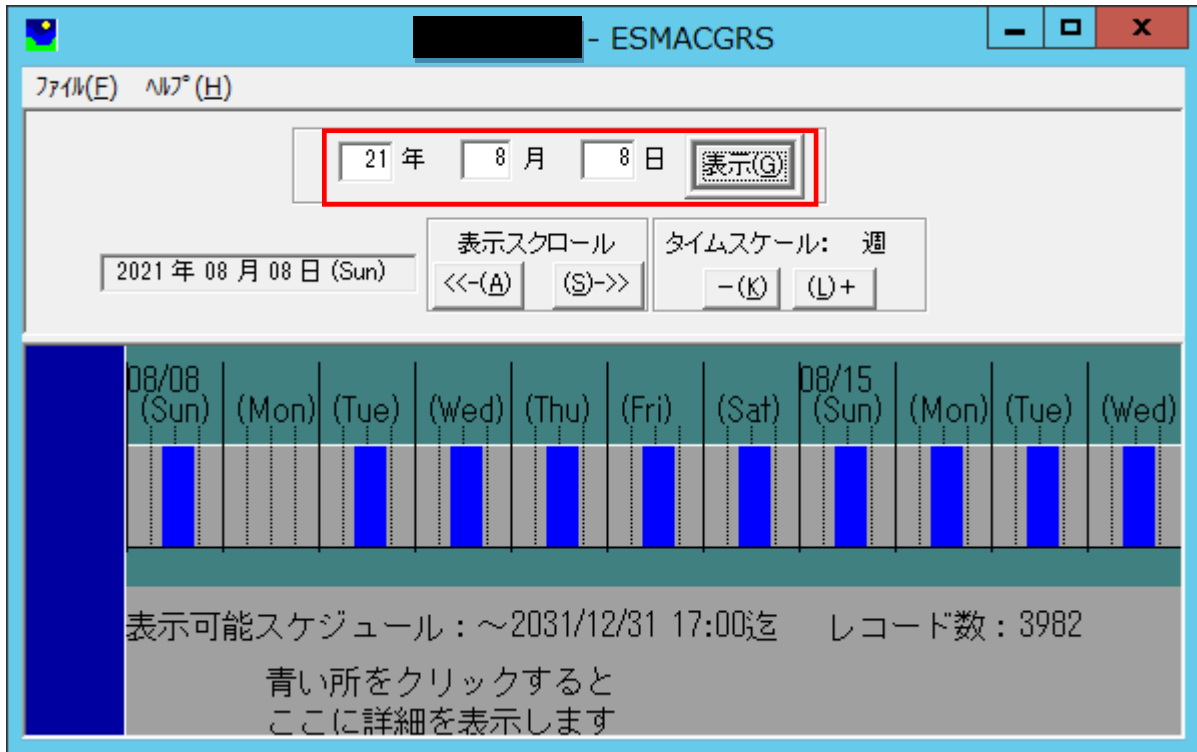 - ESMACGRS
ﾌｧｲﾙ(F) ﾍﾙﾌﾟ(H)
21 年 8 月 8 日 表示(G)
表示スクロール タイムスケール： 週
2021 年 08 月 08 日 (Sun)
<<-(A) (S)->> －(K) (L)＋
08/08 08/15
(Sun) (Mon) (Tue) (Wed) (Thu) (Fri) (Sat) (Sun) (Mon) (Tue) (Wed)
表示可能スケジュール：～2031/12/31 17:00迄 レコード数：3982
青い所をクリックすると
ここに詳細を表示します